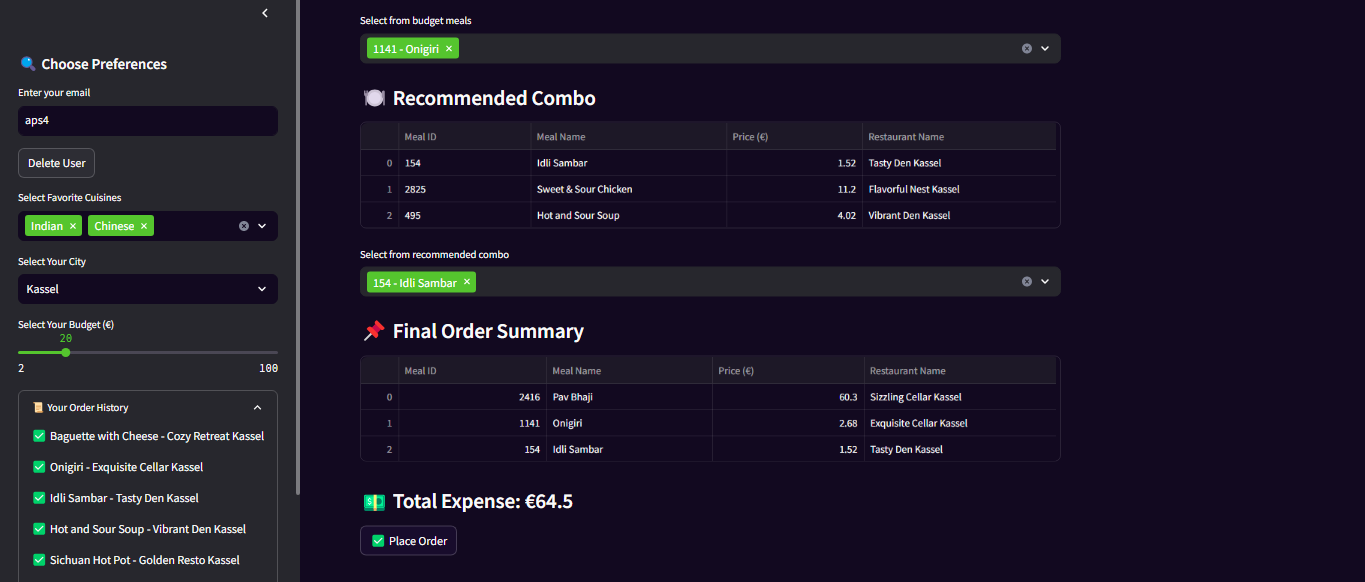 Choose Preferences
Enter your email
aps4
Delete User
Select Favorite Cuisines
Indian × Chinese ×
Select Your City
Kassel
Select Your Budget (€)
20
2 100
Your Order History
Baguette with Cheese - Cozy Retreat Kassel
Onigiri - Exquisite Cellar Kassel
Idli Sambar - Tasty Den Kassel
Hot and Sour Soup - Vibrant Den Kassel
Sichuan Hot Pot - Golden Resto Kassel
Select from budget meals
1141 - Onigiri ×
Recommended Combo
Meal ID Meal Name Price (€) Restaurant Name
0 154 Idli Sambar 1.52 Tasty Den Kassel
1 2825 Sweet & Sour Chicken 11.2 Flavorful Nest Kassel
2 495 Hot and Sour Soup 4.02 Vibrant Den Kassel
Select from recommended combo
154 - Idli Sambar ×
Final Order Summary
Meal ID Meal Name Price (€) Restaurant Name
0 2416 Pav Bhaji 60.3 Sizzling Cellar Kassel
1 1141 Onigiri 2.68 Exquisite Cellar Kassel
2 154 Idli Sambar 1.52 Tasty Den Kassel
Total Expense: €64.5
Place Order